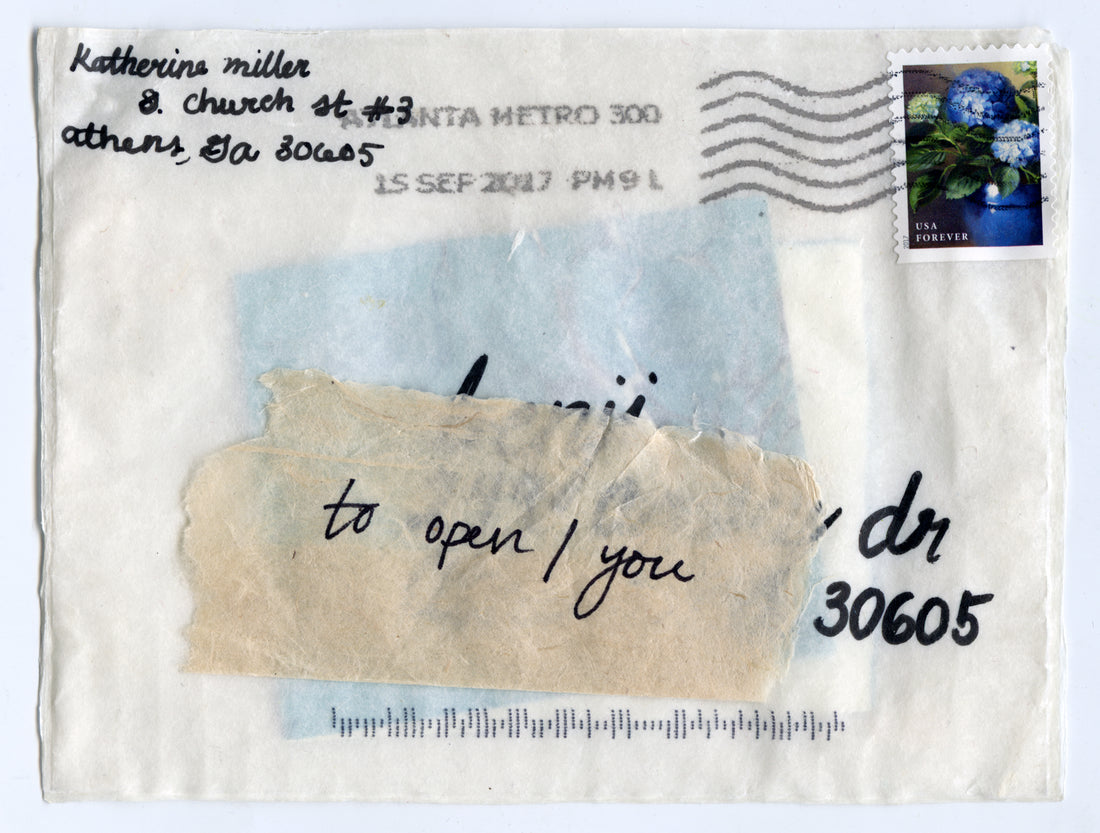 Katherine miller
S. church st #3
athens, Ga 30605
ATLANTA METRO 300
15 SEP 2017 PM 9 L
USA
FOREVER
2017
to open / you
dr
30605